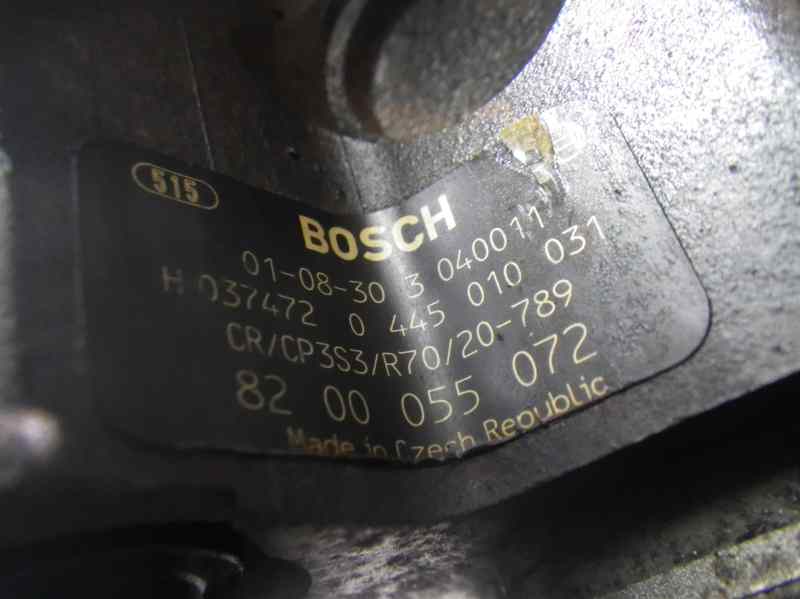 515
BOSCH
01-08-30 3 040011
H 037472 0 445 010 031
CR/CP3S3/R70/20-789
82 00 055 072
Made in Czech Republic